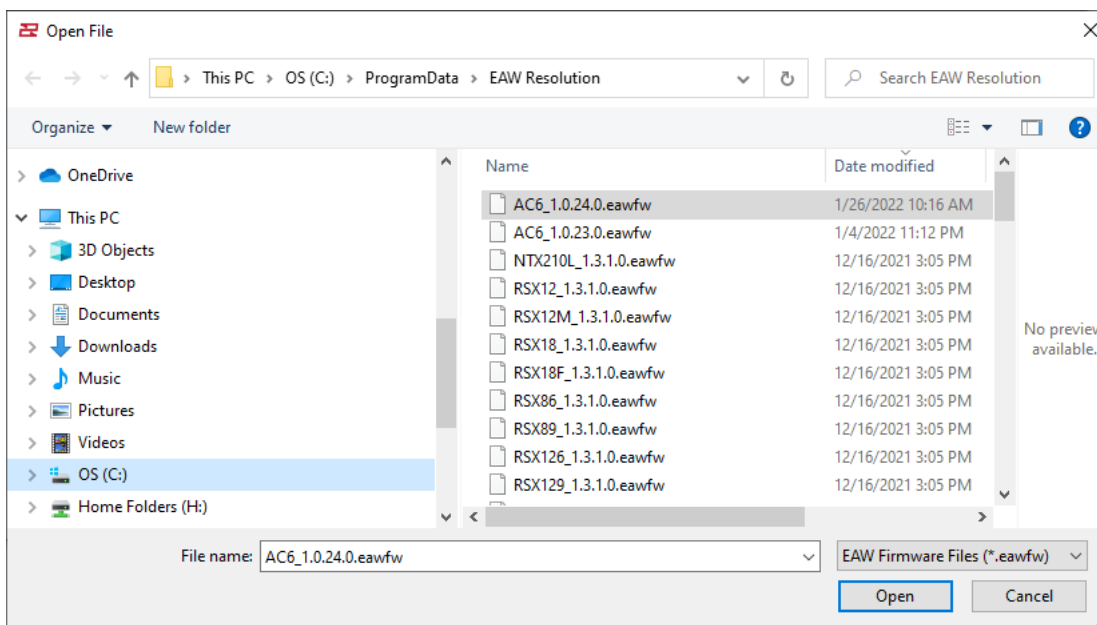 Open File
This PC > OS (C:) > ProgramData > EAW Resolution
Search EAW Resolution
Organize
New folder
OneDrive
This PC
3D Objects
Desktop
Documents
Downloads
Music
Pictures
Videos
OS (C:)
Home Folders (H:)
Name Date modified
AC6_1.0.24.0.eawfw 1/26/2022 10:16 AM
AC6_1.0.23.0.eawfw 1/4/2022 11:12 PM
NTX210L_1.3.1.0.eawfw 12/16/2021 3:05 PM
RSX12_1.3.1.0.eawfw 12/16/2021 3:05 PM
RSX12M_1.3.1.0.eawfw 12/16/2021 3:05 PM
RSX18_1.3.1.0.eawfw 12/16/2021 3:05 PM
RSX18F_1.3.1.0.eawfw 12/16/2021 3:05 PM
RSX86_1.3.1.0.eawfw 12/16/2021 3:05 PM
RSX89_1.3.1.0.eawfw 12/16/2021 3:05 PM
RSX126_1.3.1.0.eawfw 12/16/2021 3:05 PM
RSX129_1.3.1.0.eawfw 12/16/2021 3:05 PM
No preview
available.
File name: AC6_1.0.24.0.eawfw
EAW Firmware Files (*.eawfw)
Open
Cancel